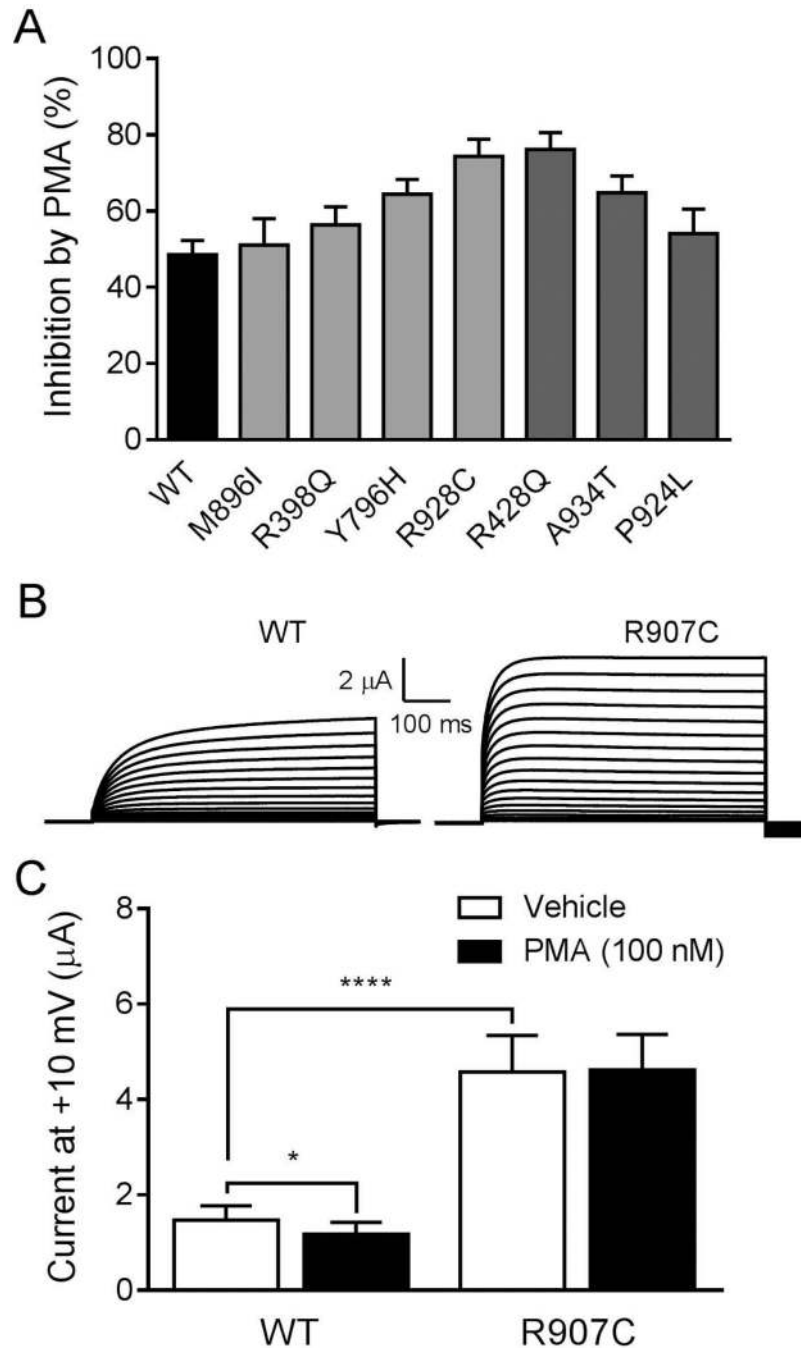 A
Inhibition by PMA (%)
100
80
60
40
20
0
WT
M896I
R398Q
Y796H
R928C
R428Q
A934T
P924L
B
WT
R907C
2 μA
100 ms
C
Current at +10 mV (μA)
8
6
4
2
0
Vehicle
PMA (100 nM)
****
*
WT
R907C